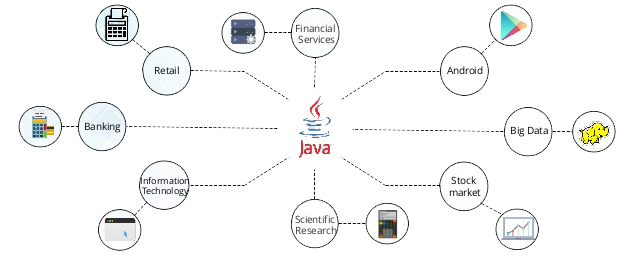 Financial
Services
Retail
Android
Banking
Big Data
Java
Information
Technology
Stock
market
Scientific
Research